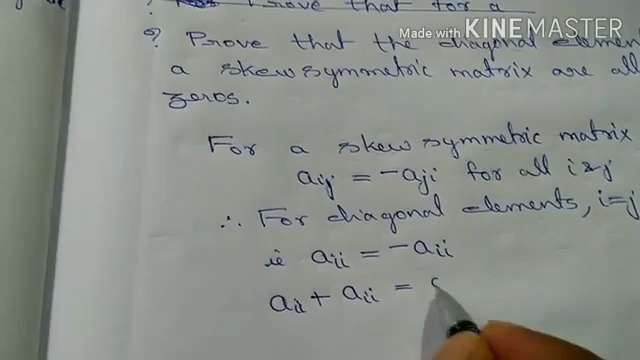 Prove that for a
Made with KINEMASTER
? Prove that the diagonal elemen
a skew symmetric matrix are all
zeros.
For a skew symmetric matrix
aij = -aji for all i & j
∴ For diagonal elements, i=j
ie aii = -aii
aii + aii =